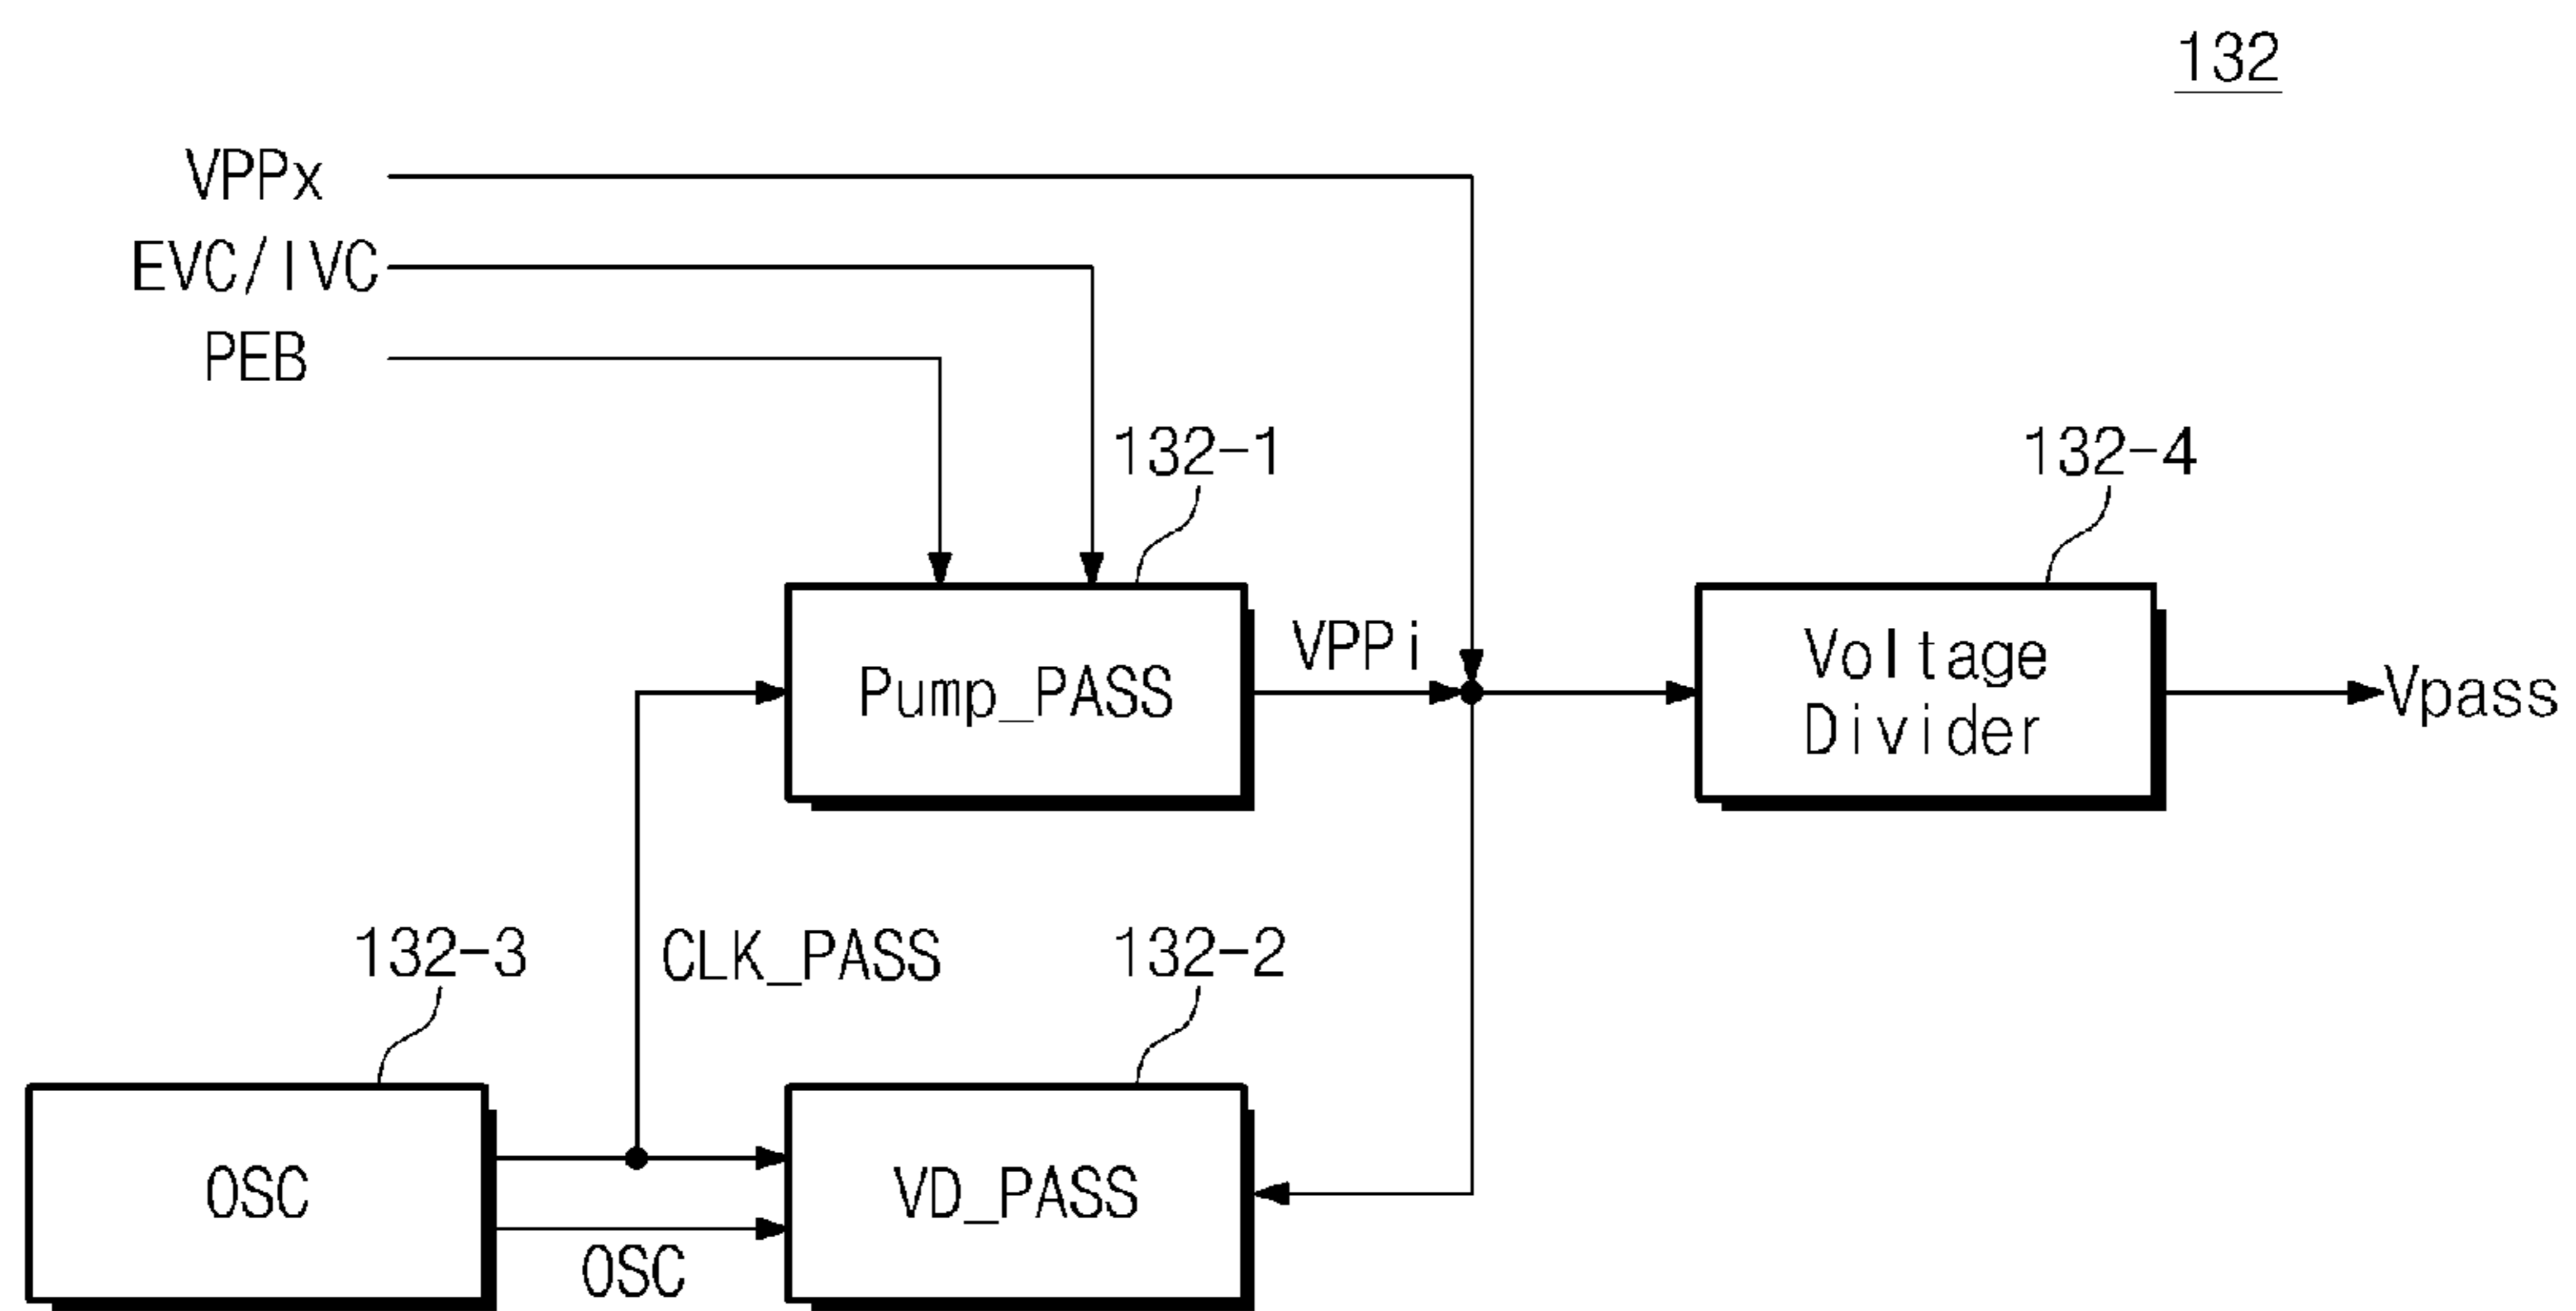 132
VPPx
EVC/IVC
PEB
132-1
132-4
VPPi
Pump_PASS
Voltage
Divider
Vpass
132-3
CLK_PASS
132-2
OSC
VD_PASS
OSC